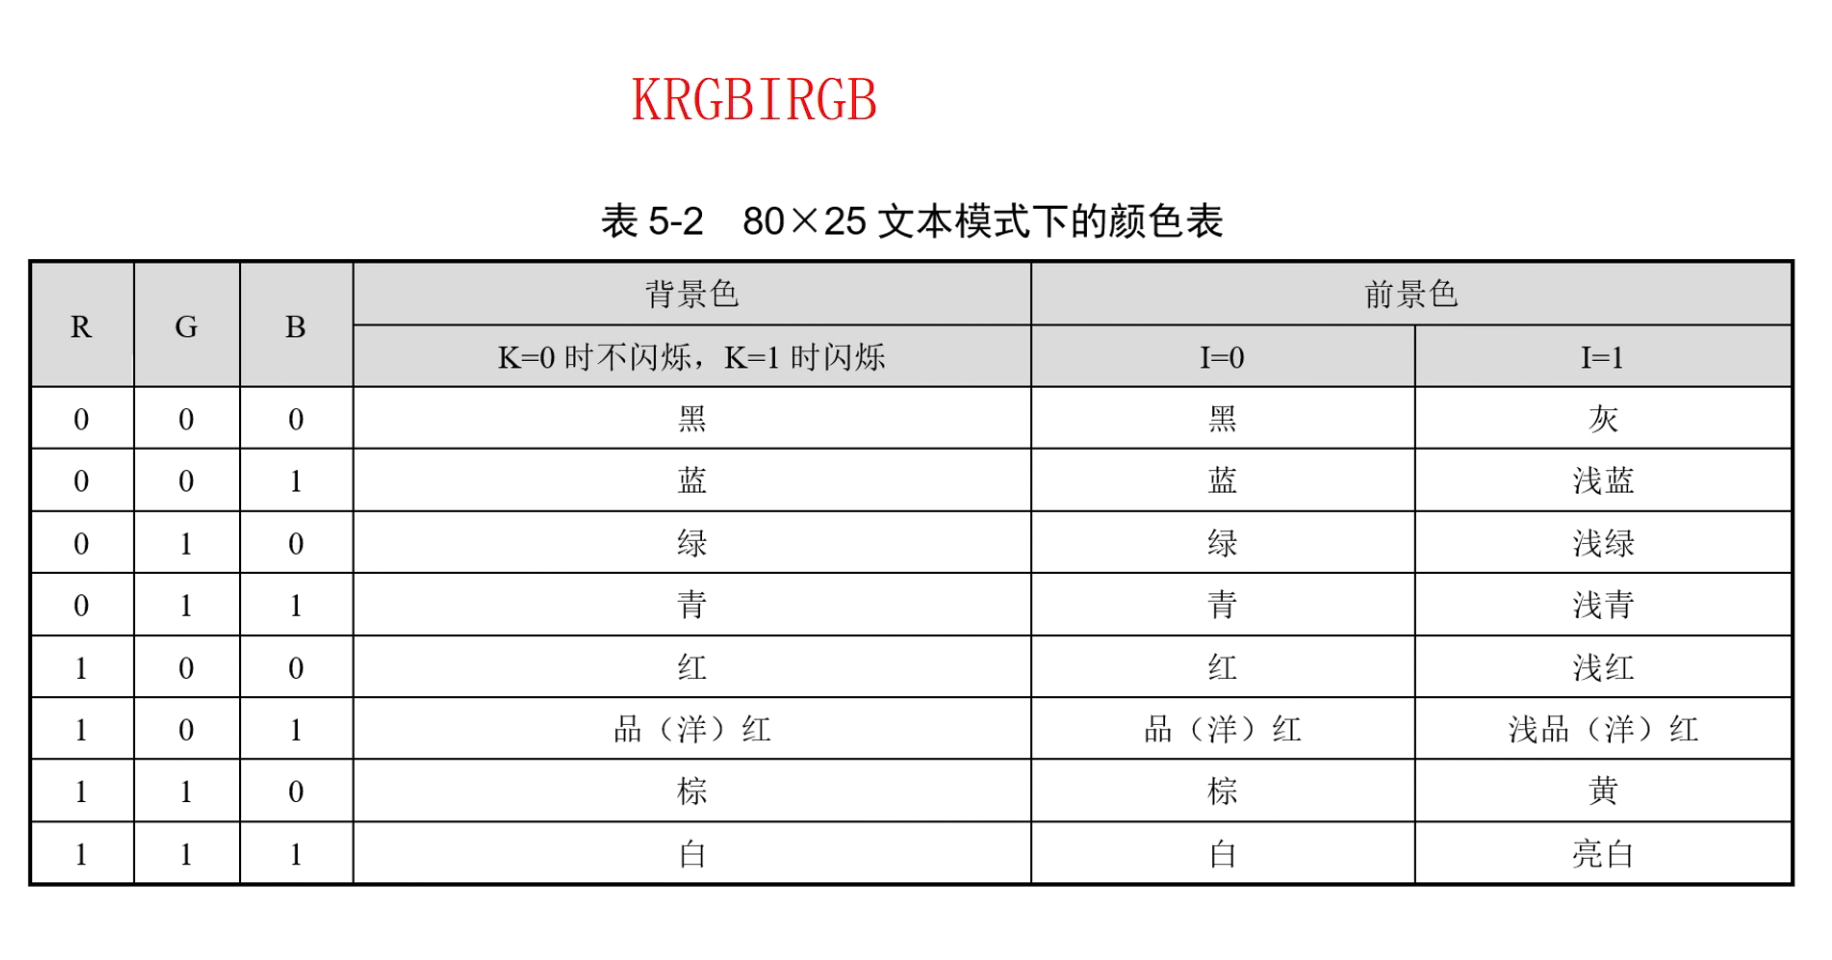 KRGBIRGB
表 5-2 80×25 文本模式下的颜色表
R G B 背景色 前景色
K=0 时不闪烁，K=1 时闪烁 I=0 I=1
0 0 0 黑 黑 灰
0 0 1 蓝 蓝 浅蓝
0 1 0 绿 绿 浅绿
0 1 1 青 青 浅青
1 0 0 红 红 浅红
1 0 1 品（洋）红 品（洋）红 浅品（洋）红
1 1 0 棕 棕 黄
1 1 1 白 白 亮白